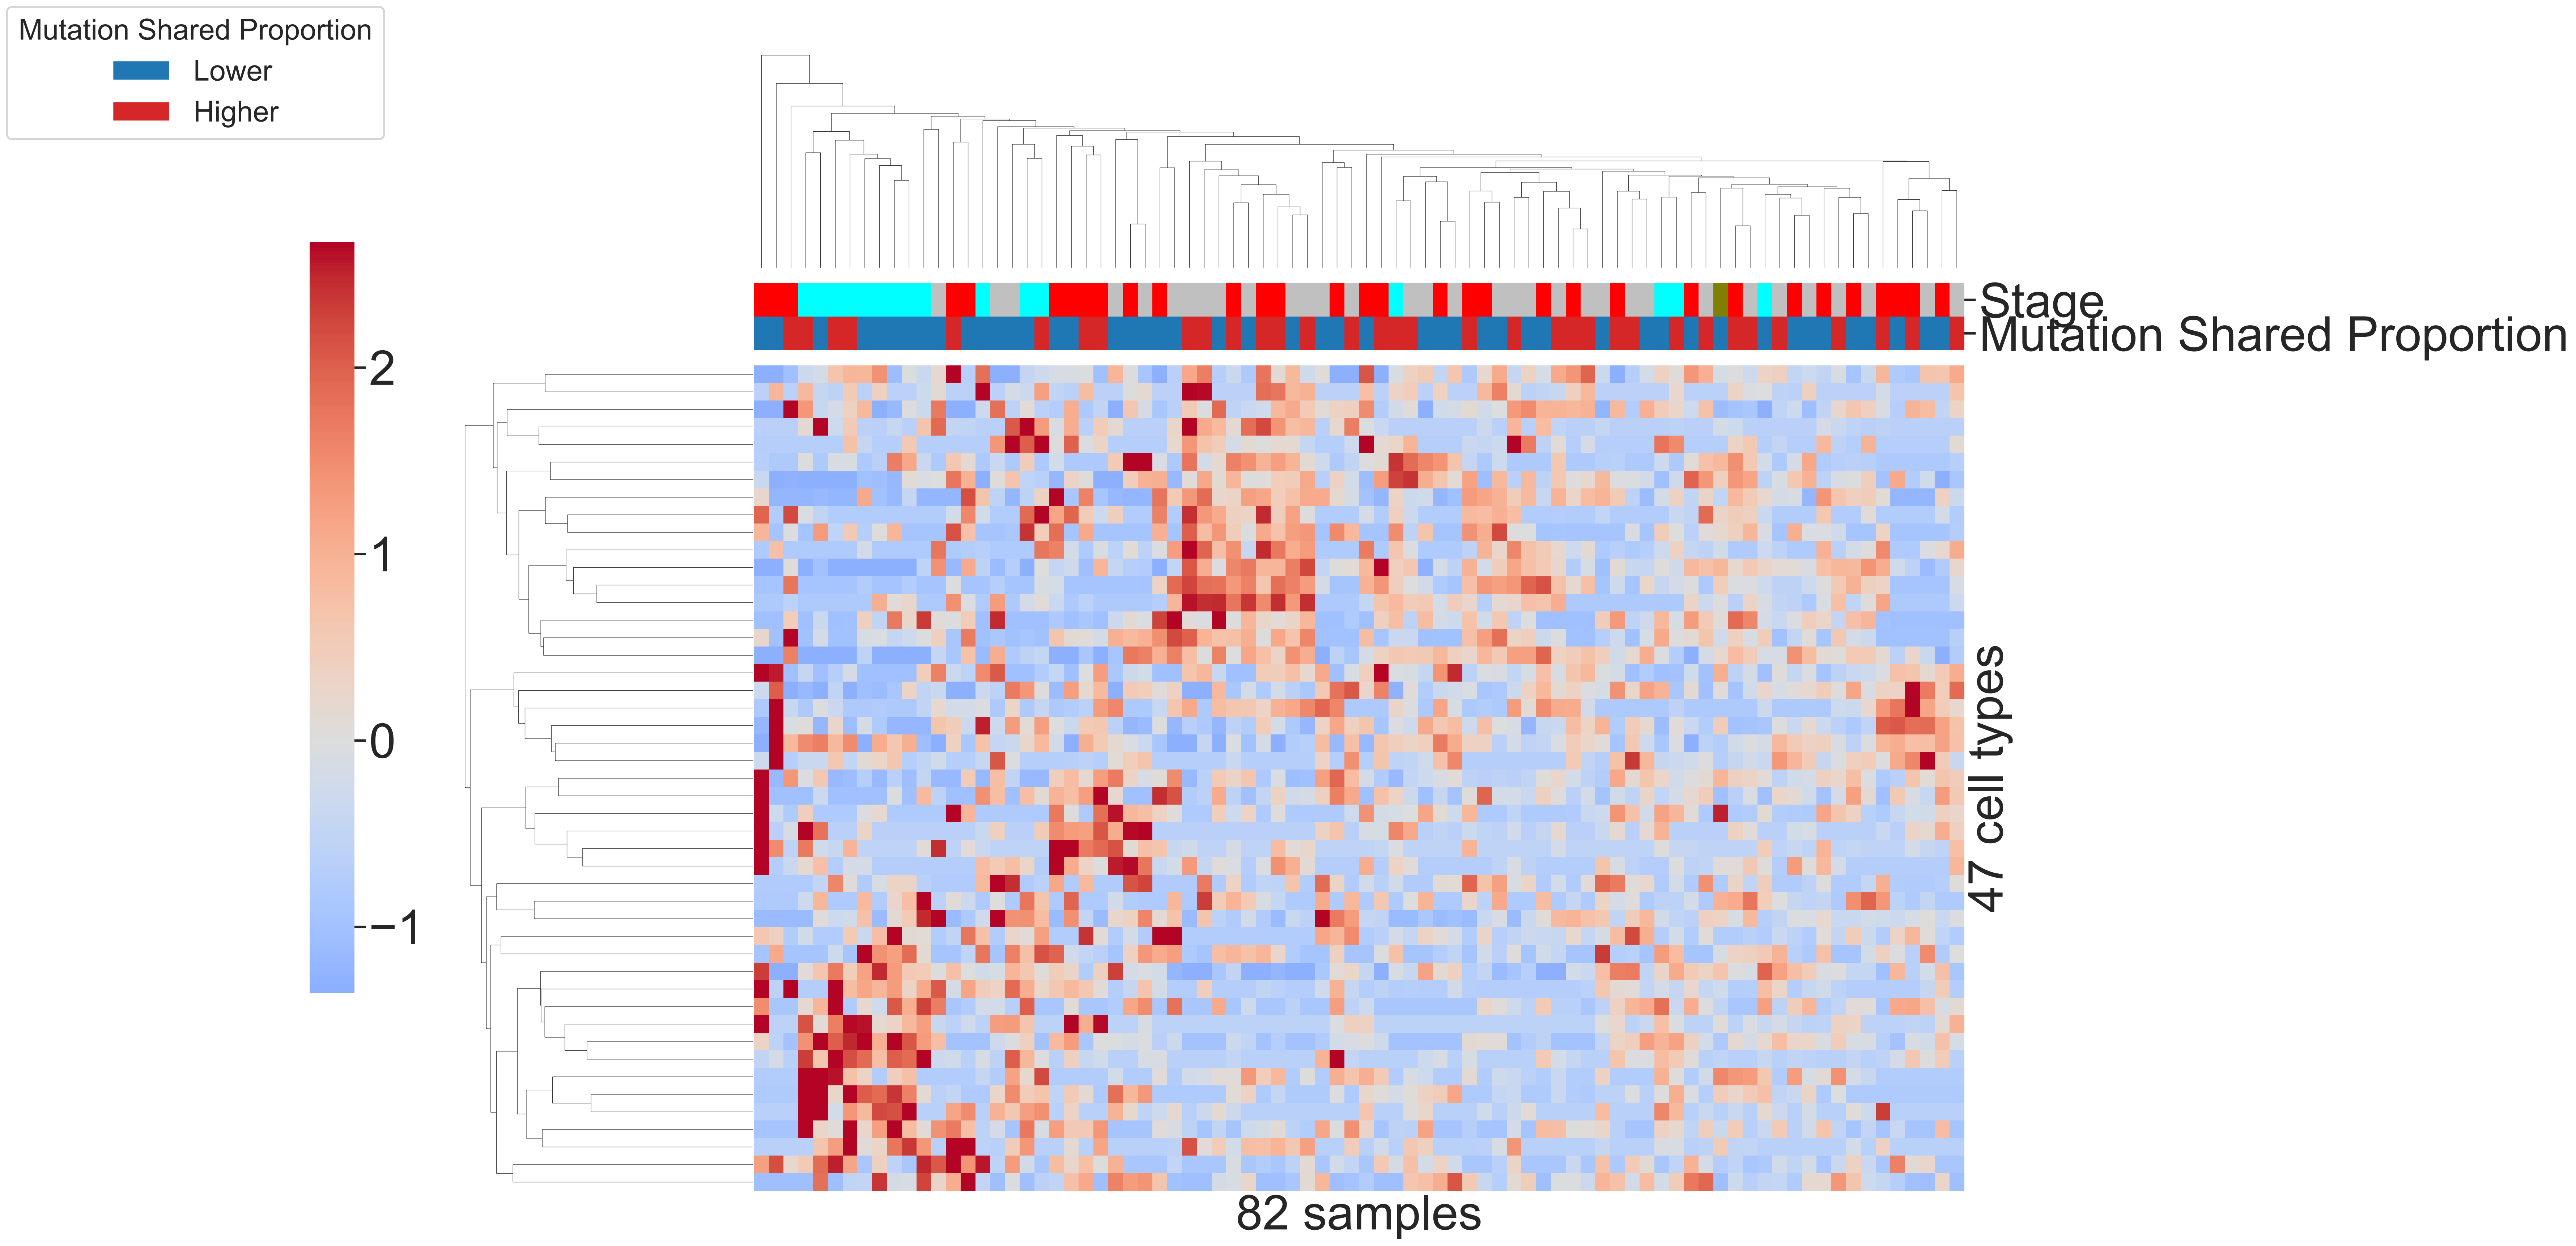 Mutation Shared Proportion
Lower
Higher
Stage
Mutation Shared Proportion
2
1
0
−1
47 cell types
82 samples